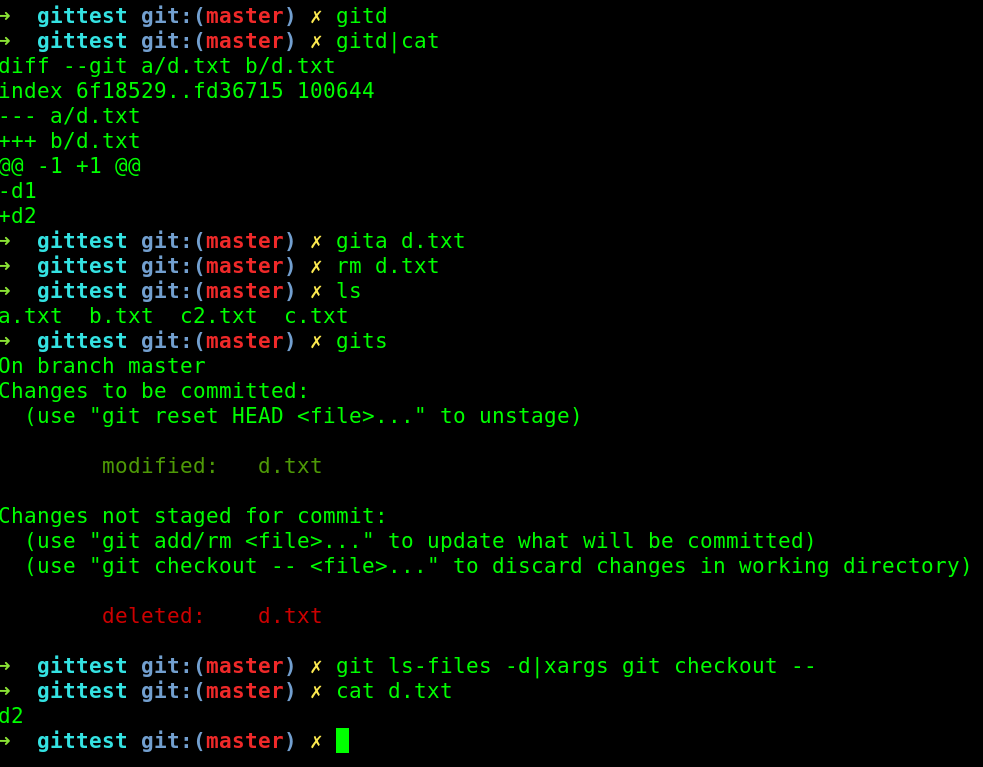 →  gittest git:(master) ✗ gitd
→  gittest git:(master) ✗ gitd|cat
diff --git a/d.txt b/d.txt
index 6f18529..fd36715 100644
--- a/d.txt
+++ b/d.txt
@@ -1 +1 @@
-d1
+d2
→  gittest git:(master) ✗ gita d.txt
→  gittest git:(master) ✗ rm d.txt
→  gittest git:(master) ✗ ls
a.txt  b.txt  c2.txt  c.txt
→  gittest git:(master) ✗ gits
On branch master
Changes to be committed:
  (use "git reset HEAD <file>..." to unstage)
        modified:   d.txt
Changes not staged for commit:
  (use "git add/rm <file>..." to update what will be committed)
  (use "git checkout -- <file>..." to discard changes in working directory)
        deleted:    d.txt
→  gittest git:(master) ✗ git ls-files -d|xargs git checkout --
→  gittest git:(master) ✗ cat d.txt
d2
→  gittest git:(master) ✗